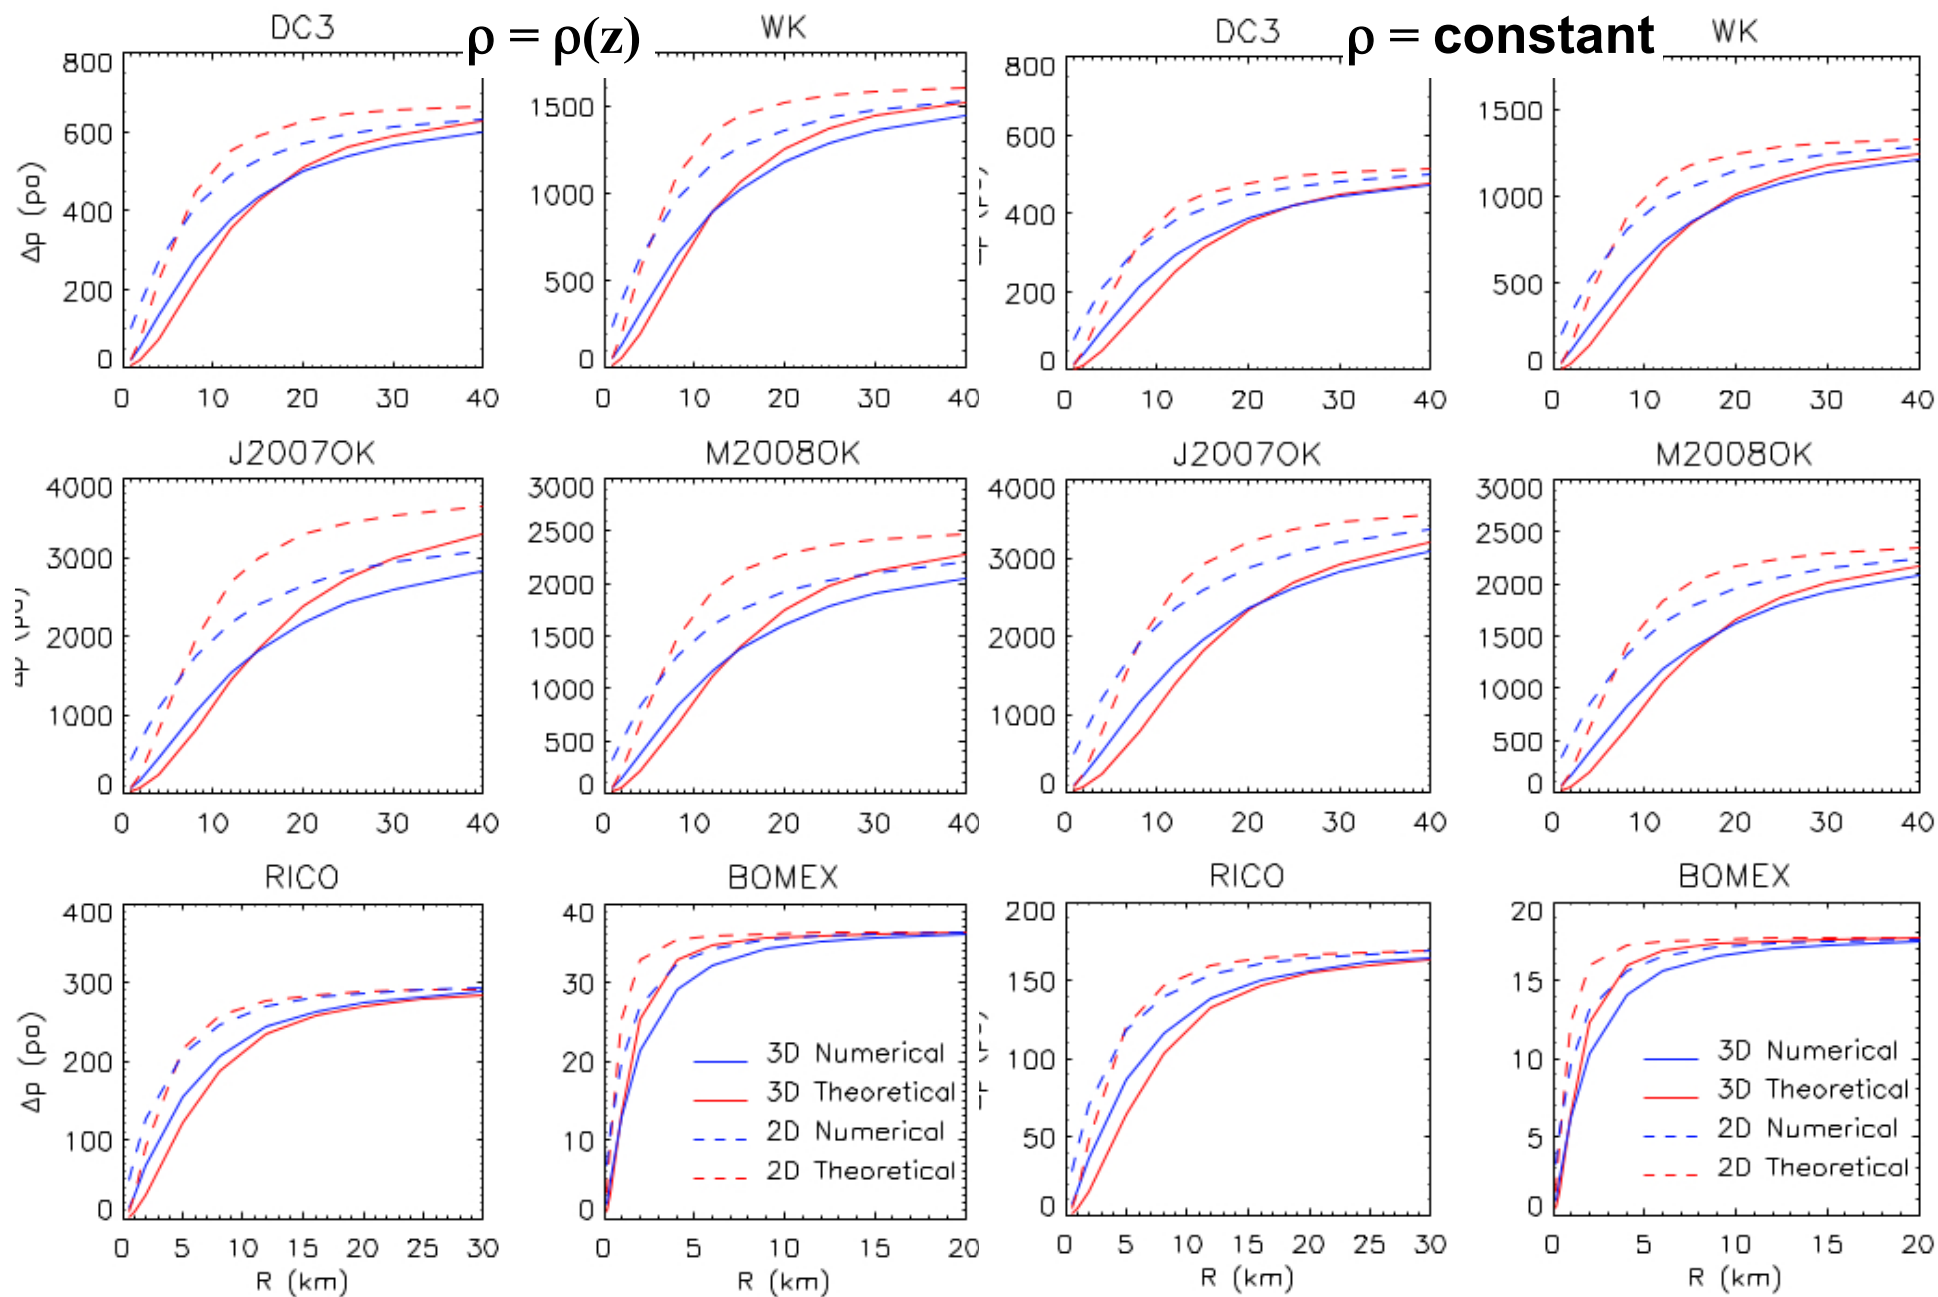 DC3 ρ = ρ(z) WK DC3 ρ = constant WK
800 600 400 200 0
Δp (pa)
0 10 20 30 40
1500 1000 500 0
0 10 20 30 40
800 600 400 200 0
0 10 20 30 40
1500 1000 500 0
0 10 20 30 40
J2007OK M2008OK J2007OK M2008OK
4000 3000 2000 1000 0
0 10 20 30 40
3000 2500 2000 1500 1000 500 0
0 10 20 30 40
4000 3000 2000 1000 0
0 10 20 30 40
3000 2500 2000 1500 1000 500 0
0 10 20 30 40
RICO BOMEX RICO BOMEX
400 300 200 100 0
Δp (pa)
0 5 10 15 20 25 30
R (km)
40 30 20 10 0
3D Numerical
3D Theoretical
2D Numerical
2D Theoretical
0 5 10 15 20
R (km)
200 150 100 50 0
0 5 10 15 20 25 30
R (km)
20 15 10 5 0
3D Numerical
3D Theoretical
2D Numerical
2D Theoretical
0 5 10 15 20
R (km)